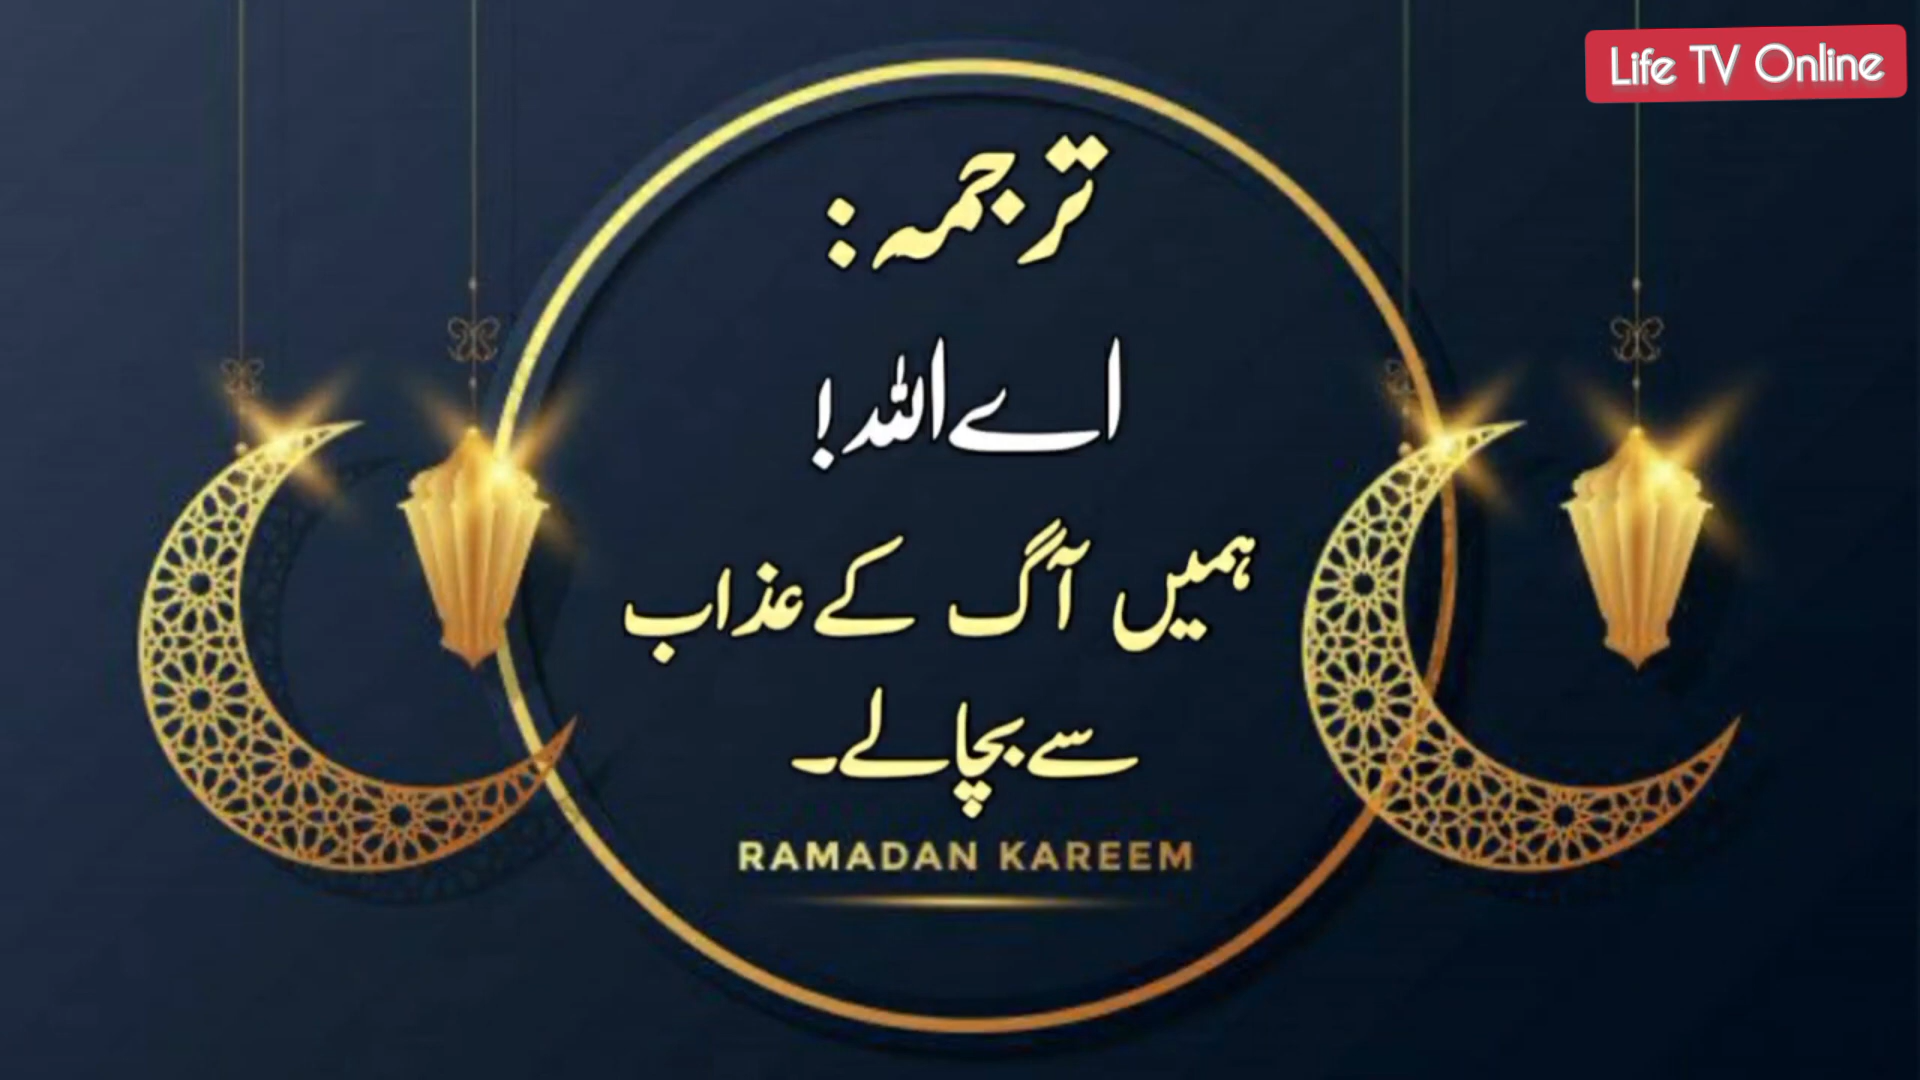 Life TV Online
ترجمہ:
اے اللہ!
ہمیں آگ کے عذاب
سے بچالے۔
RAMADAN KAREEM